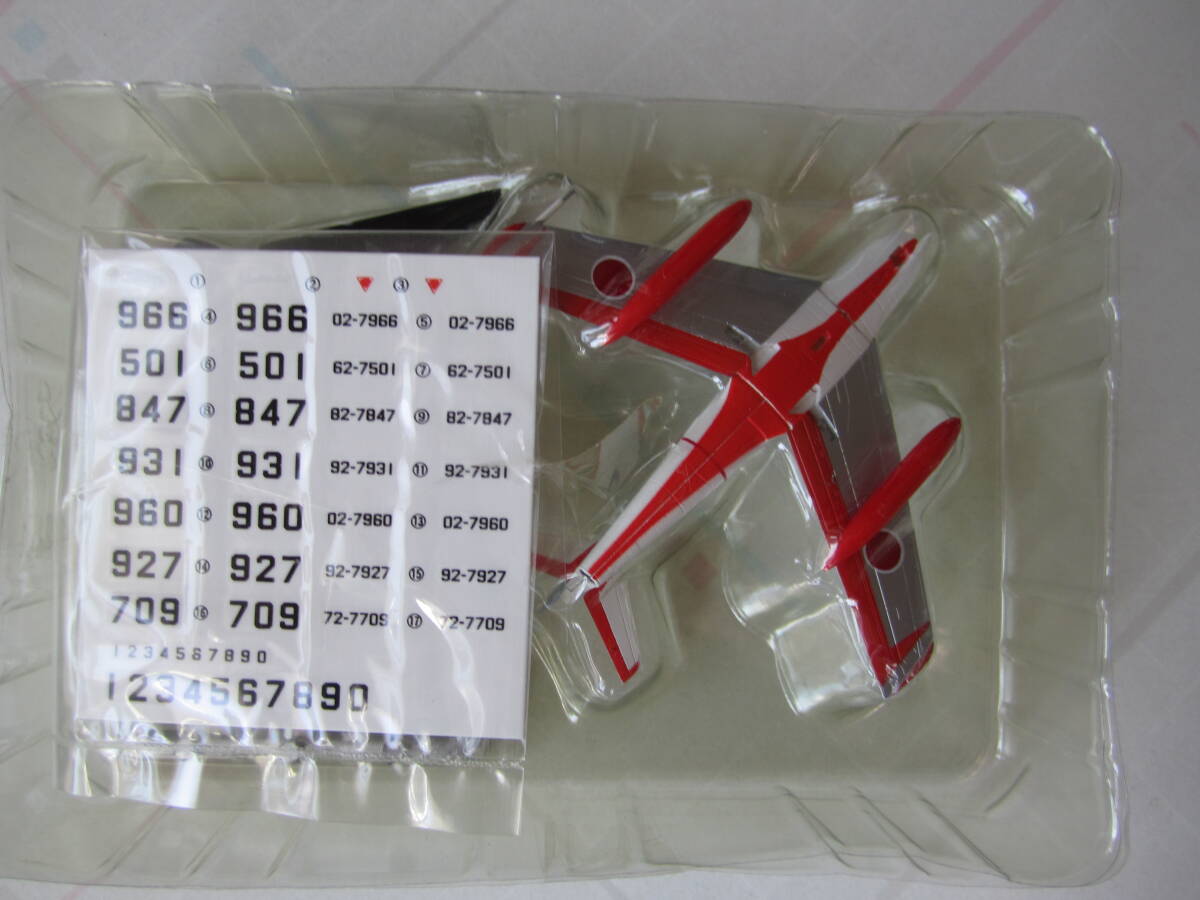 ① ② ③
966 ④ 966 02-7966 ⑤ 02-7966
501 ⑥ 501 62-7501 ⑦ 62-7501
847 ⑧ 847 82-7847 ⑨ 82-7847
931 ⑩ 931 92-7931 ⑪ 92-7931
960 ⑫ 960 02-7960 ⑬ 02-7960
927 ⑭ 927 92-7927 ⑮ 92-7927
709 ⑯ 709 72-7709 ⑰ 72-7709
1234567890
1234567890